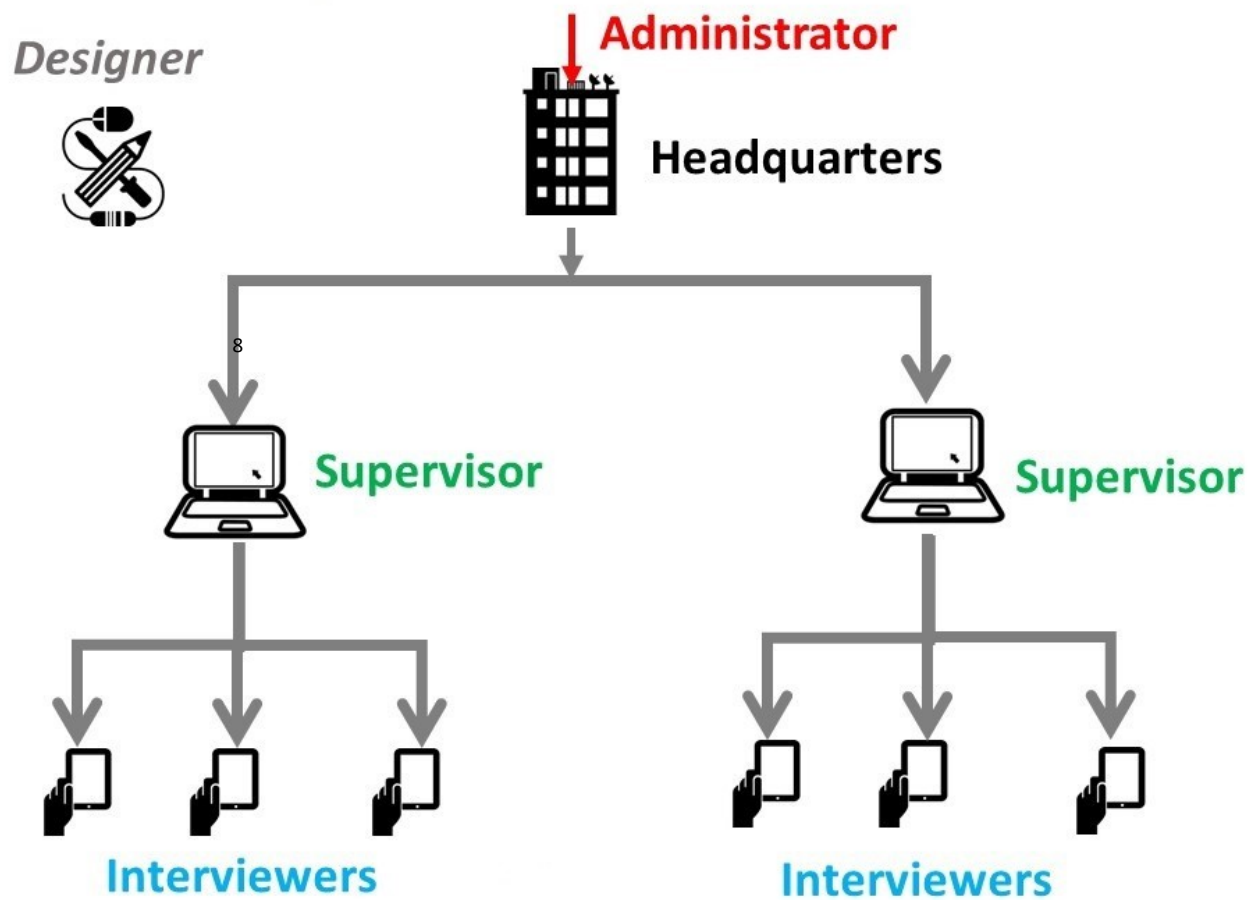 Administrator
Designer
Headquarters
8
Supervisor
Supervisor
Interviewers
Interviewers